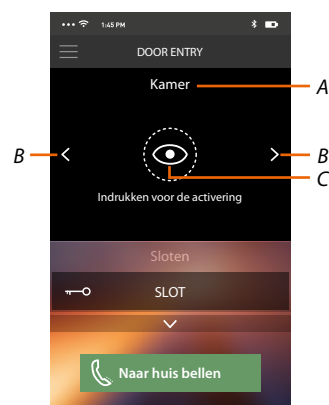 1:45 PM
DOOR ENTRY
Kamer
A
B
B
C
Indrukken voor de activering
Sloten
SLOT
Naar huis bellen